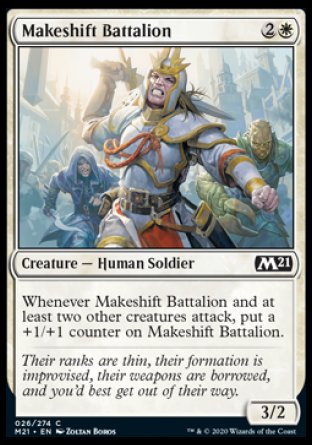 Makeshift Battalion 2
Creature — Human Soldier M21
Whenever Makeshift Battalion and at
least two other creatures attack, put a
+1/+1 counter on Makeshift Battalion.
Their ranks are thin, their formation is
improvised, their weapons are borrowed,
and you'd best get out of their way.
3/2
026/274 C
M21 • EN Zoltan Boros
™ & © 2020 Wizards of the Coast